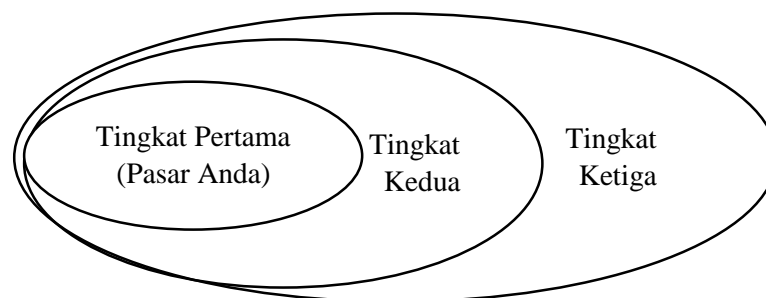 Tingkat Pertama
(Pasar Anda)
Tingkat
Kedua
Tingkat
Ketiga